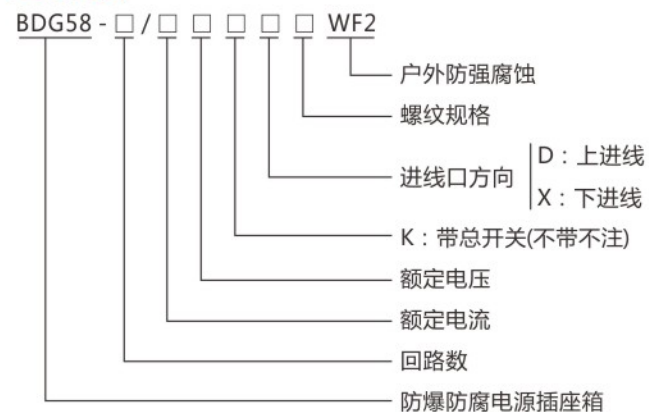 BDG58 - □ / □ □ □ □ □ WF2
户外防强腐蚀
螺纹规格
进线口方向
D：上进线
X：下进线
K：带总开关(不带不注)
额定电压
额定电流
回路数
防爆防腐电源插座箱